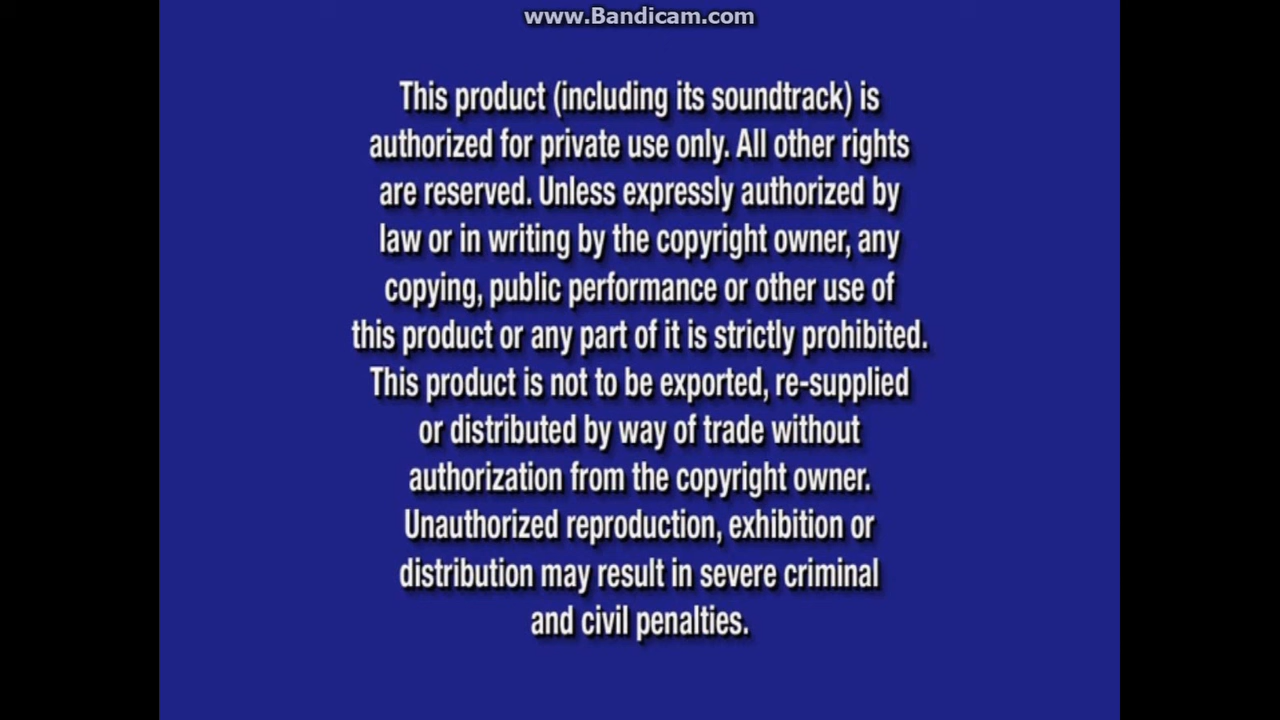 www.Bandicam.com
This product (including its soundtrack) is
authorized for private use only. All other rights
are reserved. Unless expressly authorized by
law or in writing by the copyright owner, any
copying, public performance or other use of
this product or any part of it is strictly prohibited.
This product is not to be exported, re-supplied
or distributed by way of trade without
authorization from the copyright owner.
Unauthorized reproduction, exhibition or
distribution may result in severe criminal
and civil penalties.